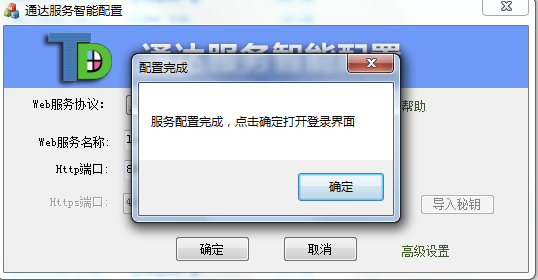 通达服务智能配置
TD 通达服务智能配置
配置完成
服务配置完成，点击确定打开登录界面
确定
Web服务协议：
帮助
Web服务名称:
Http端口:
Https端口:
导入秘钥
确定
取消
高级设置